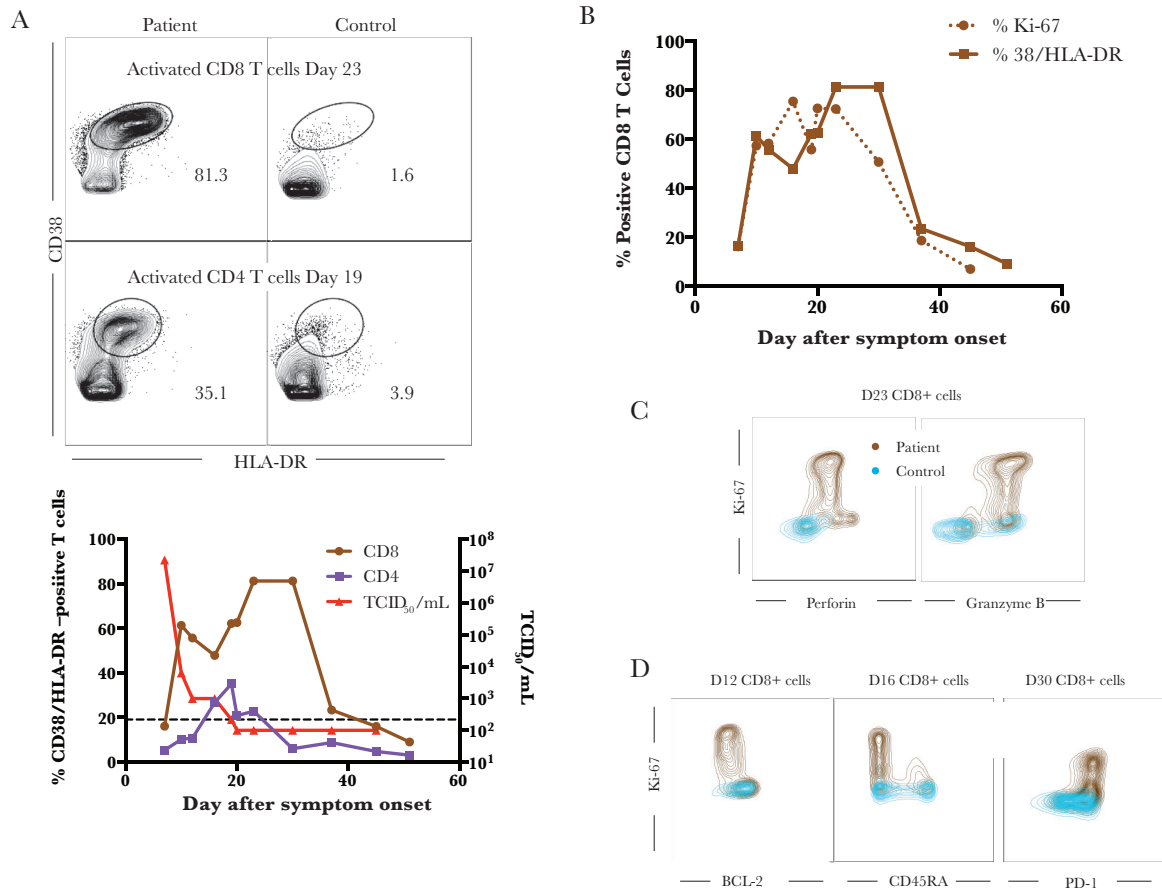 A
Patient
Control
Activated CD8 T cells Day 23
81.3
1.6
Activated CD4 T cells Day 19
35.1
3.9
CD38
HLA-DR
% CD38/HLA-DR –posiitve T cells
100
80
60
40
20
0
CD8
CD4
TCID50/mL
10^8
10^7
10^6
10^5
10^4
10^3
10^2
10^1
TCID50/mL
0
20
40
60
Day after symptom onset
B
% Ki-67
% 38/HLA-DR
% Positive CD8 T Cells
100
80
60
40
20
0
0
20
40
60
Day after symptom onset
C
D23 CD8+ cells
Patient
Control
Ki-67
Perforin
Granzyme B
D
D12 CD8+ cells
D16 CD8+ cells
D30 CD8+ cells
Ki-67
BCL-2
CD45RA
PD-1